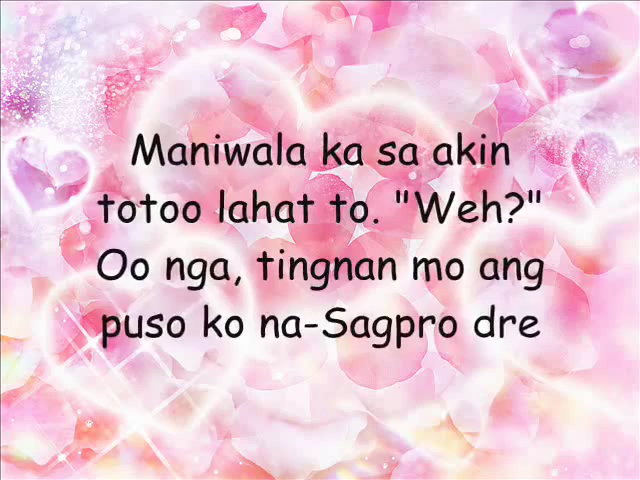 Maniwala ka sa akin
totoo lahat to. "Weh?"
Oo nga, tingnan mo ang
puso ko na-Sagpro dre